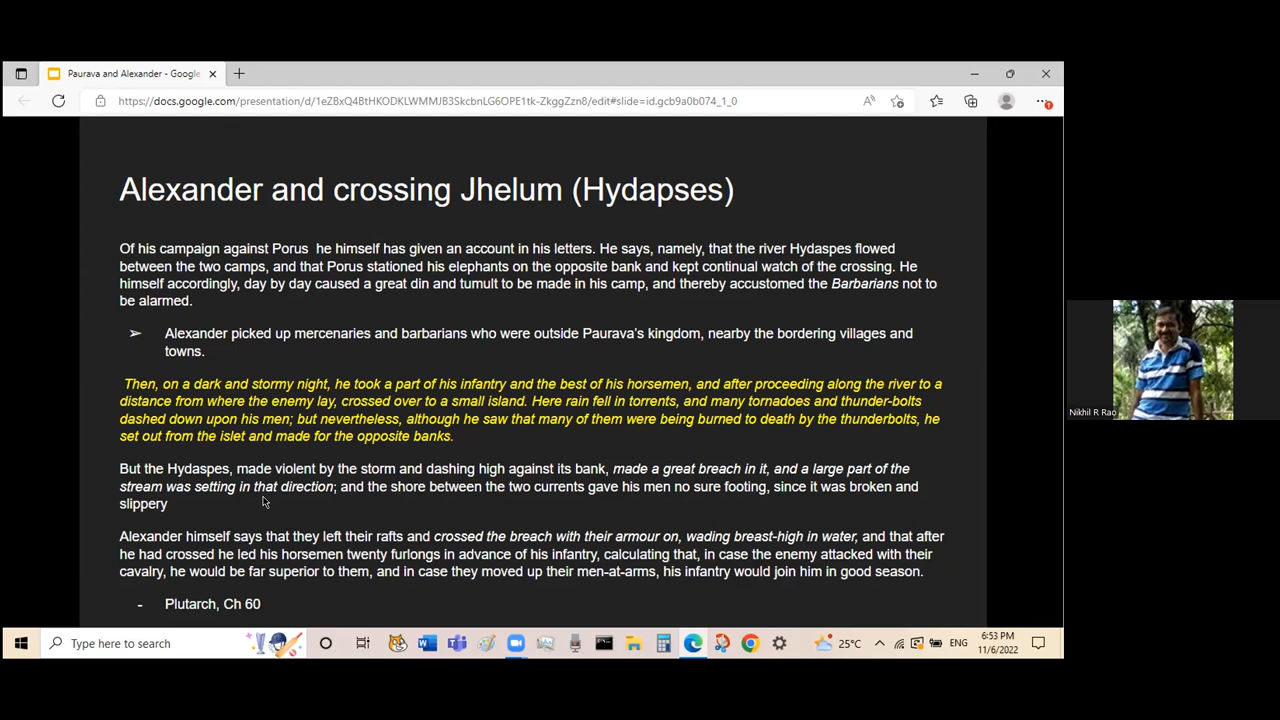 Paurava and Alexander - Google
https://docs.google.com/presentation/d/1eZBxQ4BtHKODKLWMMJB3SkcbnLG6OPE1tk-ZkggZzn8/edit#slide=id.gcb9a0b074_1_0
Alexander and crossing Jhelum (Hydapses)
Of his campaign against Porus he himself has given an account in his letters. He says, namely, that the river Hydaspes flowed
between the two camps, and that Porus stationed his elephants on the opposite bank and kept continual watch of the crossing. He
himself accordingly, day by day caused a great din and tumult to be made in his camp, and thereby accustomed the Barbarians not to
be alarmed.
➢ Alexander picked up mercenaries and barbarians who were outside Paurava's kingdom, nearby the bordering villages and
towns.
Then, on a dark and stormy night, he took a part of his infantry and the best of his horsemen, and after proceeding along the river to a
distance from where the enemy lay, crossed over to a small island. Here rain fell in torrents, and many tornadoes and thunder-bolts
dashed down upon his men; but nevertheless, although he saw that many of them were being burned to death by the thunderbolts, he
set out from the islet and made for the opposite banks.
But the Hydaspes, made violent by the storm and dashing high against its bank, made a great breach in it, and a large part of the
stream was setting in that direction; and the shore between the two currents gave his men no sure footing, since it was broken and
slippery
Alexander himself says that they left their rafts and crossed the breach with their armour on, wading breast-high in water, and that after
he had crossed he led his horsemen twenty furlongs in advance of his infantry, calculating that, in case the enemy attacked with their
cavalry, he would be far superior to them, and in case they moved up their men-at-arms, his infantry would join him in good season.
- Plutarch, Ch 60
Nikhil R Rao
Type here to search
25°C
ENG
6:53 PM
11/6/2022